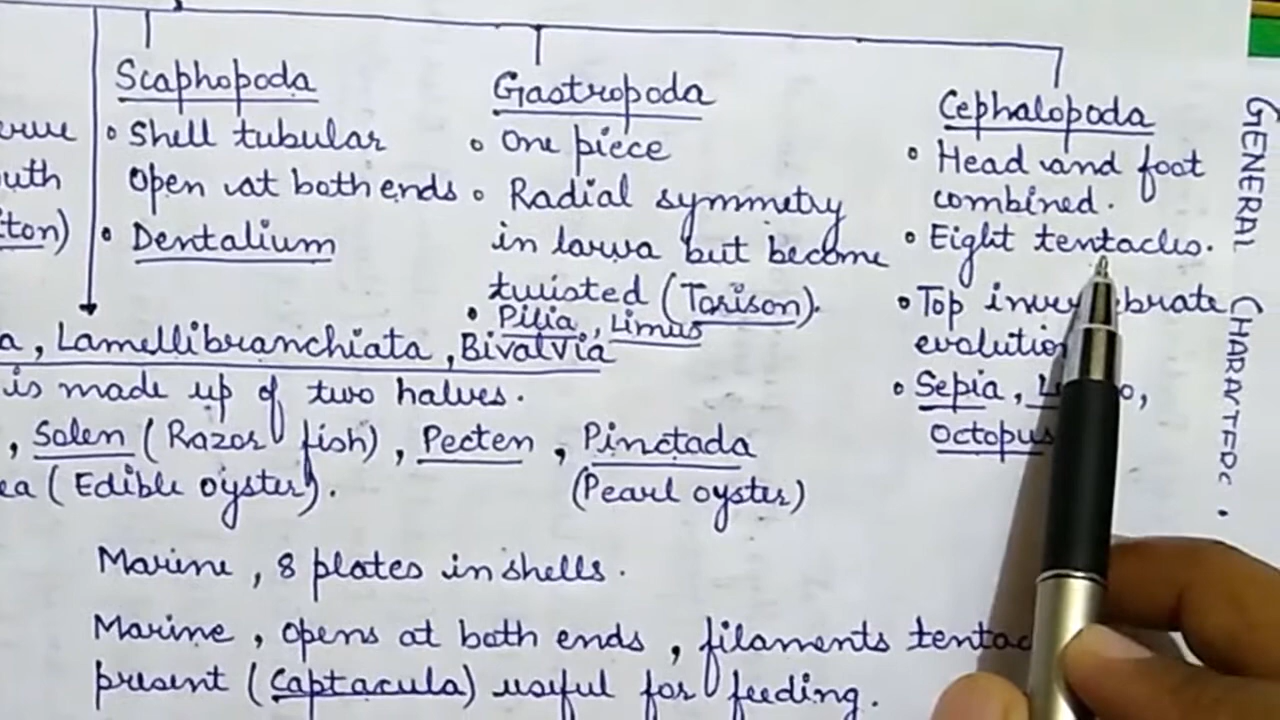 Scaphopoda
• Shell tubular
open at both ends
• Dentalium
Gastropoda
• One piece
• Radial symmetry
in larva but become
twisted (Torison).
• Pilia, Limus
Cephalopoda
• Head and foot
combined.
• Eight tentacles.
• Top
evolution
• Sepia,
Octopus
, Lamellibranchiata, Bivalvia
is made up of two halves.
, Solen (Razor fish), Pecten, Pinctada
(Edible oyster). (Pearl oyster)
Marine, 8 plates in shells.
Marine, opens at both ends, filaments
present (Captacula) useful for feeding.
GENERAL